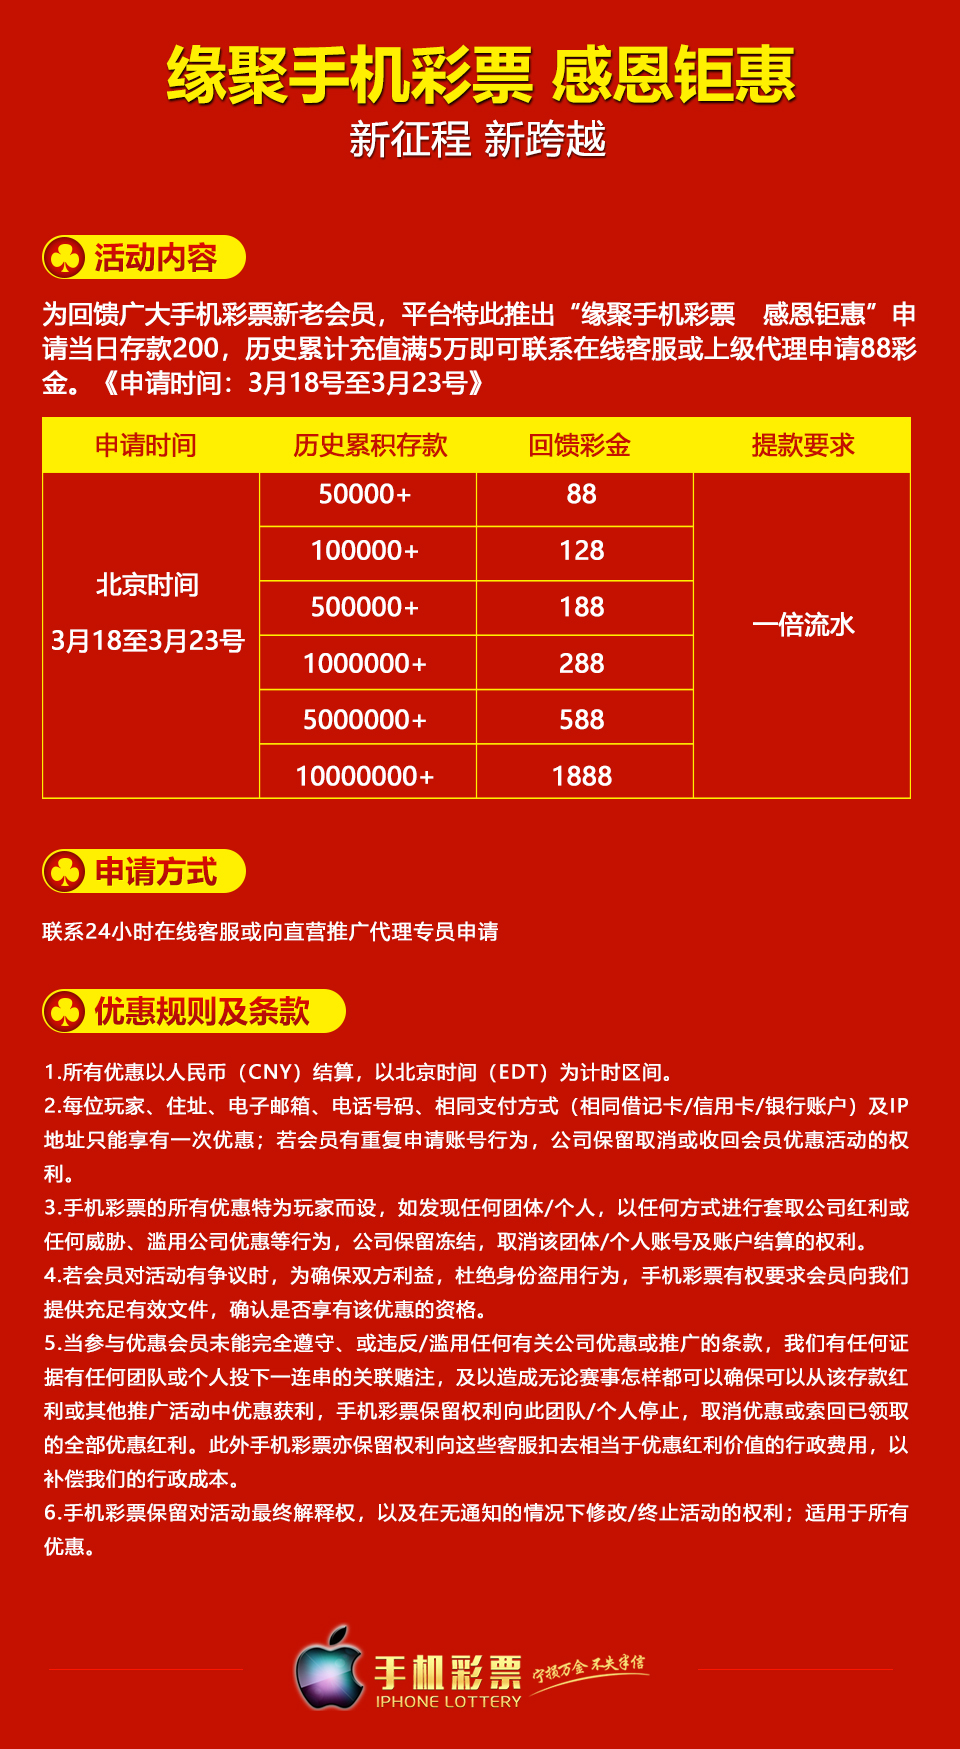 缘聚手机彩票 感恩钜惠
新征程 新跨越
活动内容
为回馈广大手机彩票新老会员，平台特此推出“缘聚手机彩票　感恩钜惠”申
请当日存款200，历史累计充值满5万即可联系在线客服或上级代理申请88彩
金。《申请时间：3月18号至3月23号》
申请时间 历史累积存款 回馈彩金 提款要求
50000+ 88
100000+ 128
北京时间
500000+ 188
一倍流水
3月18至3月23号
1000000+ 288
5000000+ 588
10000000+ 1888
申请方式
联系24小时在线客服或向直营推广代理专员申请
优惠规则及条款
1.所有优惠以人民币（CNY）结算，以北京时间（EDT）为计时区间。
2.每位玩家、住址、电子邮箱、电话号码、相同支付方式（相同借记卡/信用卡/银行账户）及IP
地址只能享有一次优惠；若会员有重复申请账号行为，公司保留取消或收回会员优惠活动的权
利。
3.手机彩票的所有优惠特为玩家而设，如发现任何团体/个人，以任何方式进行套取公司红利或
任何威胁、滥用公司优惠等行为，公司保留冻结，取消该团体/个人账号及账户结算的权利。
4.若会员对活动有争议时，为确保双方利益，杜绝身份盗用行为，手机彩票有权要求会员向我们
提供充足有效文件，确认是否享有该优惠的资格。
5.当参与优惠会员未能完全遵守、或违反/滥用任何有关公司优惠或推广的条款，我们有任何证
据有任何团队或个人投下一连串的关联赌注，及以造成无论赛事怎样都可以确保可以从该存款红
利或其他推广活动中优惠获利，手机彩票保留权利向此团队/个人停止，取消优惠或索回已领取
的全部优惠红利。此外手机彩票亦保留权利向这些客服扣去相当于优惠红利价值的行政费用，以
补偿我们的行政成本。
6.手机彩票保留对活动最终解释权，以及在无通知的情况下修改/终止活动的权利；适用于所有
优惠。
手机彩票
宁损万金 不失半信
IPHONE LOTTERY